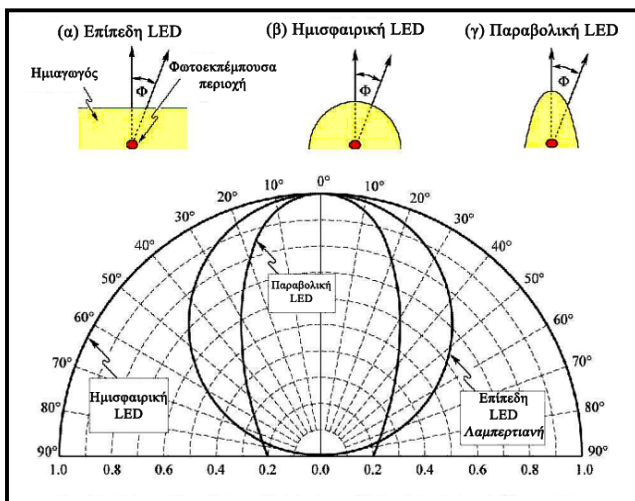 (α) Επίπεδη LED
(β) Ημισφαιρική LED
(γ) Παραβολική LED
Ημιαγωγός
Φωτοεκπέμπουσα
περιοχή
Φ
Φ
Φ
0°
10°
10°
20°
20°
30°
30°
40°
40°
50°
50°
60°
60°
70°
70°
80°
80°
90°
90°
Παραβολική
LED
Ημισφαιρική
LED
Επίπεδη
LED
Λαμπερτιανή
1.0
0.8
0.6
0.4
0.2
0.0
0.2
0.4
0.6
0.8
1.0